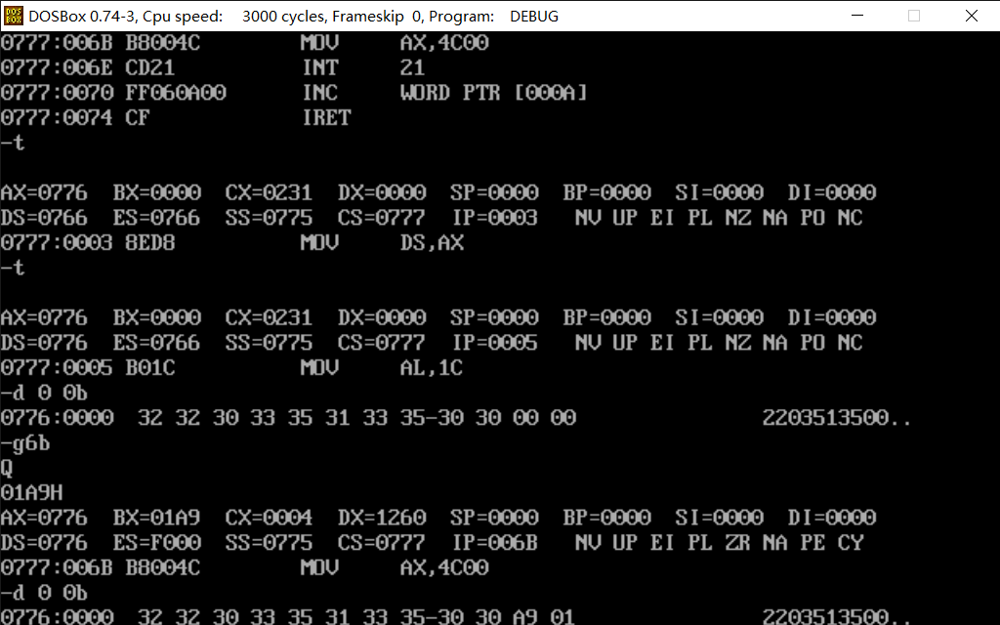 DOS BOX DOSBox 0.74-3, Cpu speed: 3000 cycles, Frameskip 0, Program: DEBUG
0777:006B B8004C MOV AX,4C00
0777:006E CD21 INT 21
0777:0070 FF060A00 INC WORD PTR [000A]
0777:0074 CF IRET
-t
AX=0776 BX=0000 CX=0231 DX=0000 SP=0000 BP=0000 SI=0000 DI=0000
DS=0766 ES=0766 SS=0775 CS=0777 IP=0003 NV UP EI PL NZ NA PO NC
0777:0003 8ED8 MOV DS,AX
-t
AX=0776 BX=0000 CX=0231 DX=0000 SP=0000 BP=0000 SI=0000 DI=0000
DS=0776 ES=0766 SS=0775 CS=0777 IP=0005 NV UP EI PL NZ NA PO NC
0777:0005 B01C MOV AL,1C
-d 0 0b
0776:0000 32 32 30 33 35 31 33 35-30 30 00 00 2203513500..
-g6b
Q
01A9H
AX=0776 BX=01A9 CX=0004 DX=1260 SP=0000 BP=0000 SI=0000 DI=0000
DS=0776 ES=F000 SS=0775 CS=0777 IP=006B NV UP EI PL ZR NA PE CY
0777:006B B8004C MOV AX,4C00
-d 0 0b
0776:0000 32 32 30 33 35 31 33 35-30 30 A9 01 2203513500..